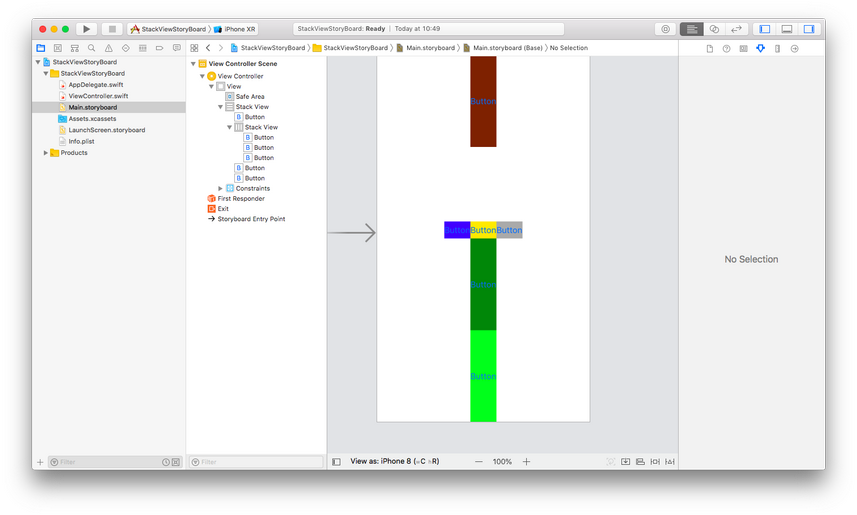 StackViewStoryBoard
iPhone XR
StackViewStoryBoard: Ready
Today at 10:49
StackViewStoryBoard
StackViewStoryBoard
Main.storyboard
Main.storyboard (Base)
No Selection
StackViewStoryBoard
StackViewStoryBoard
AppDelegate.swift
ViewController.swift
Main.storyboard
Assets.xcassets
LaunchScreen.storyboard
Info.plist
Products
View Controller Scene
View Controller
View
Safe Area
Stack View
B Button
Stack View
B Button
B Button
B Button
B Button
B Button
Constraints
First Responder
Exit
Storyboard Entry Point
Button
Button Button Button
Button
Button
No Selection
Filter
Filter
View as: iPhone 8 (wC hR)
100%